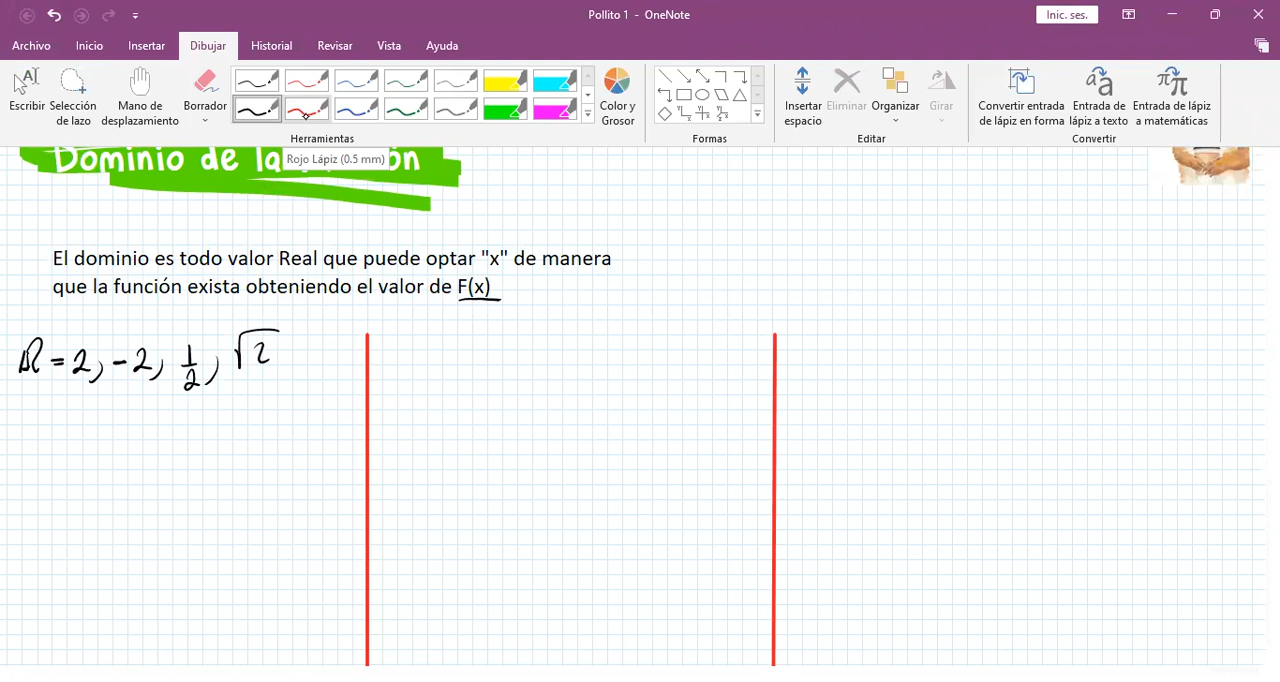 Pollito 1 - OneNote
Inic. ses.
Archivo Inicio Insertar Dibujar Historial Revisar Vista Ayuda
Escribir Selección de lazo Mano de desplazamiento Borrador Color y Grosor Insertar espacio Eliminar Organizar Girar Convertir entrada de lápiz en forma Entrada de lápiz a texto Entrada de lápiz a matemáticas
Herramientas Formas Editar Convertir
Rojo Lápiz (0.5 mm)
Dominio de la ón
El dominio es todo valor Real que puede optar "x" de manera
que la función exista obteniendo el valor de F(x)
ℝ = 2, -2, 1/2, √2